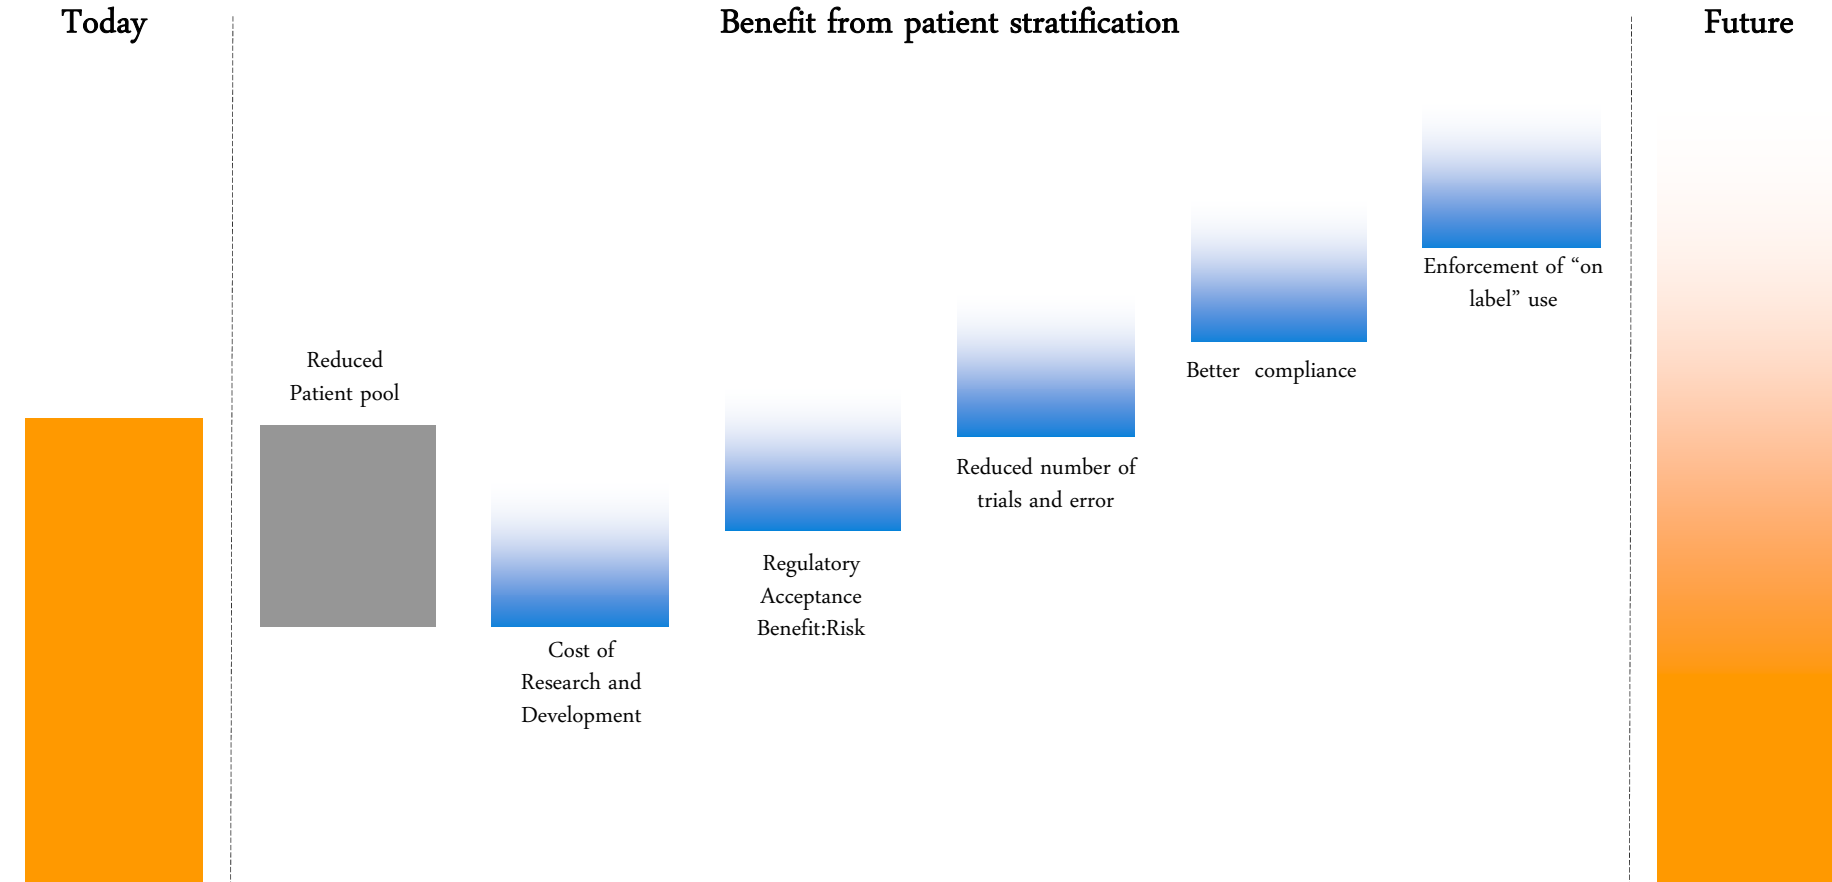 Today
Benefit from patient stratification
Future
Reduced
Patient pool
Cost of
Research and
Development
Regulatory
Acceptance
Benefit:Risk
Reduced number of
trials and error
Better compliance
Enforcement of “on
label” use